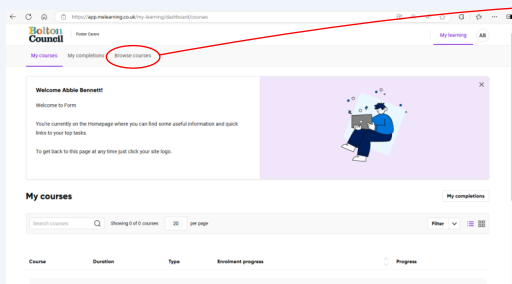 https://app.melearning.co.uk/my-learning/dashboard/courses
Bolton
Council
Foster Carers
My learning
AB
My courses
My completions
Browse courses
Welcome Abbie Bennett!
Welcome to Form
You're currently on the Homepage where you can find some useful information and quick
links to your top tasks.
To get back to this page at any time just click your site logo.
My courses
My completions
Search courses
Showing 0 of 0 courses
20
per page
Filter
Course
Duration
Type
Enrolment progress
Progress